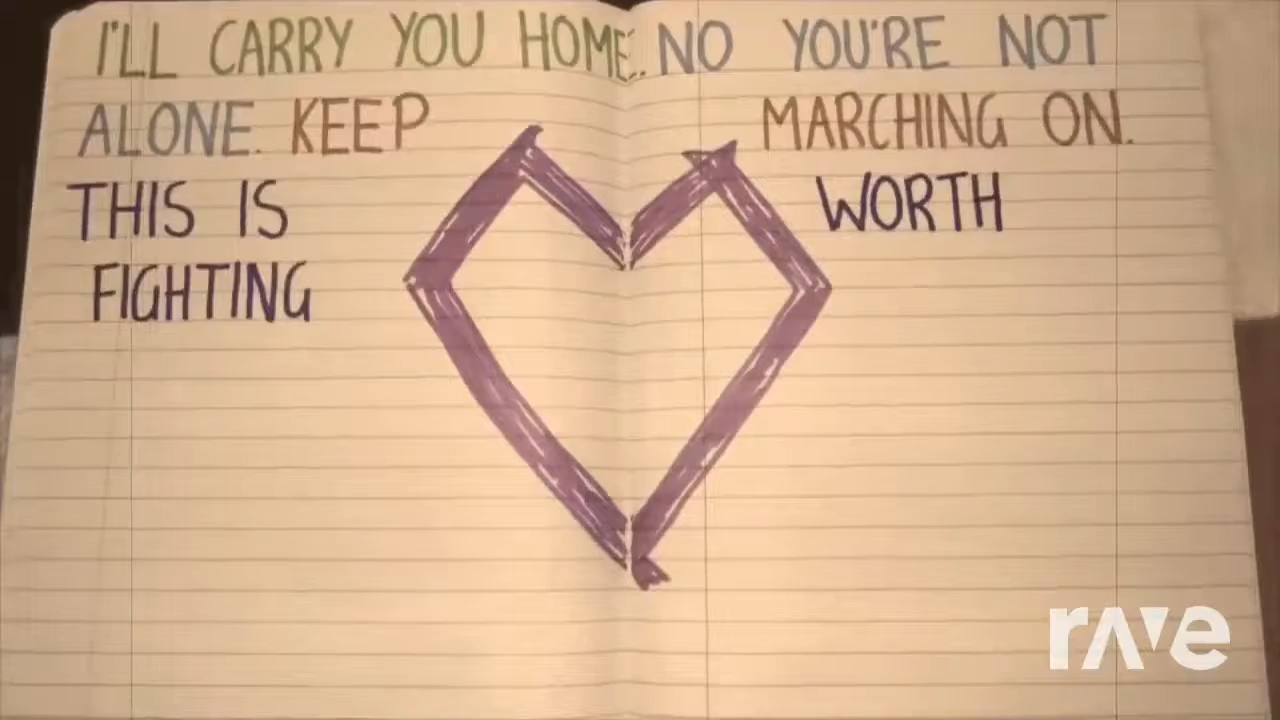 I'LL CARRY YOU HOME. NO YOU'RE NOT
ALONE. KEEP MARCHING ON.
THIS IS WORTH
FIGHTING
rave